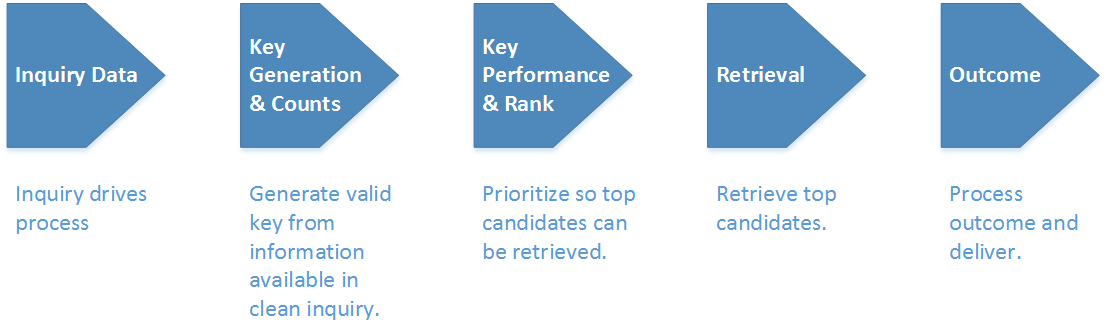 Inquiry Data
Key
Generation
& Counts
Key
Performance
& Rank
Retrieval
Outcome
Inquiry drives
process
Generate valid
key from
information
available in
clean inquiry.
Prioritize so top
candidates can
be retrieved.
Retrieve top
candidates.
Process
outcome and
deliver.